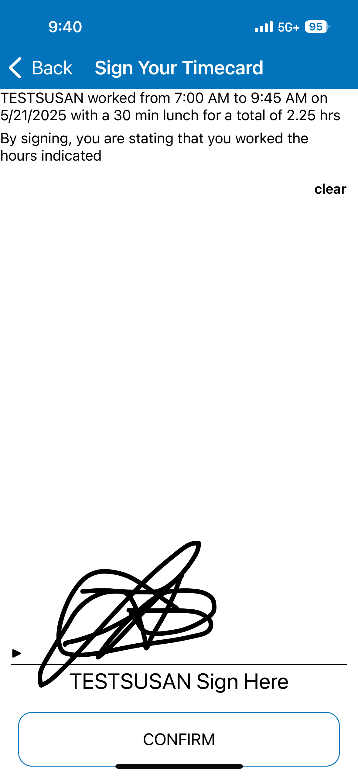 9:40 5G+ 95
Back Sign Your Timecard
TESTSUSAN worked from 7:00 AM to 9:45 AM on
5/21/2025 with a 30 min lunch for a total of 2.25 hrs
By signing, you are stating that you worked the
hours indicated
clear
TESTSUSAN Sign Here
CONFIRM